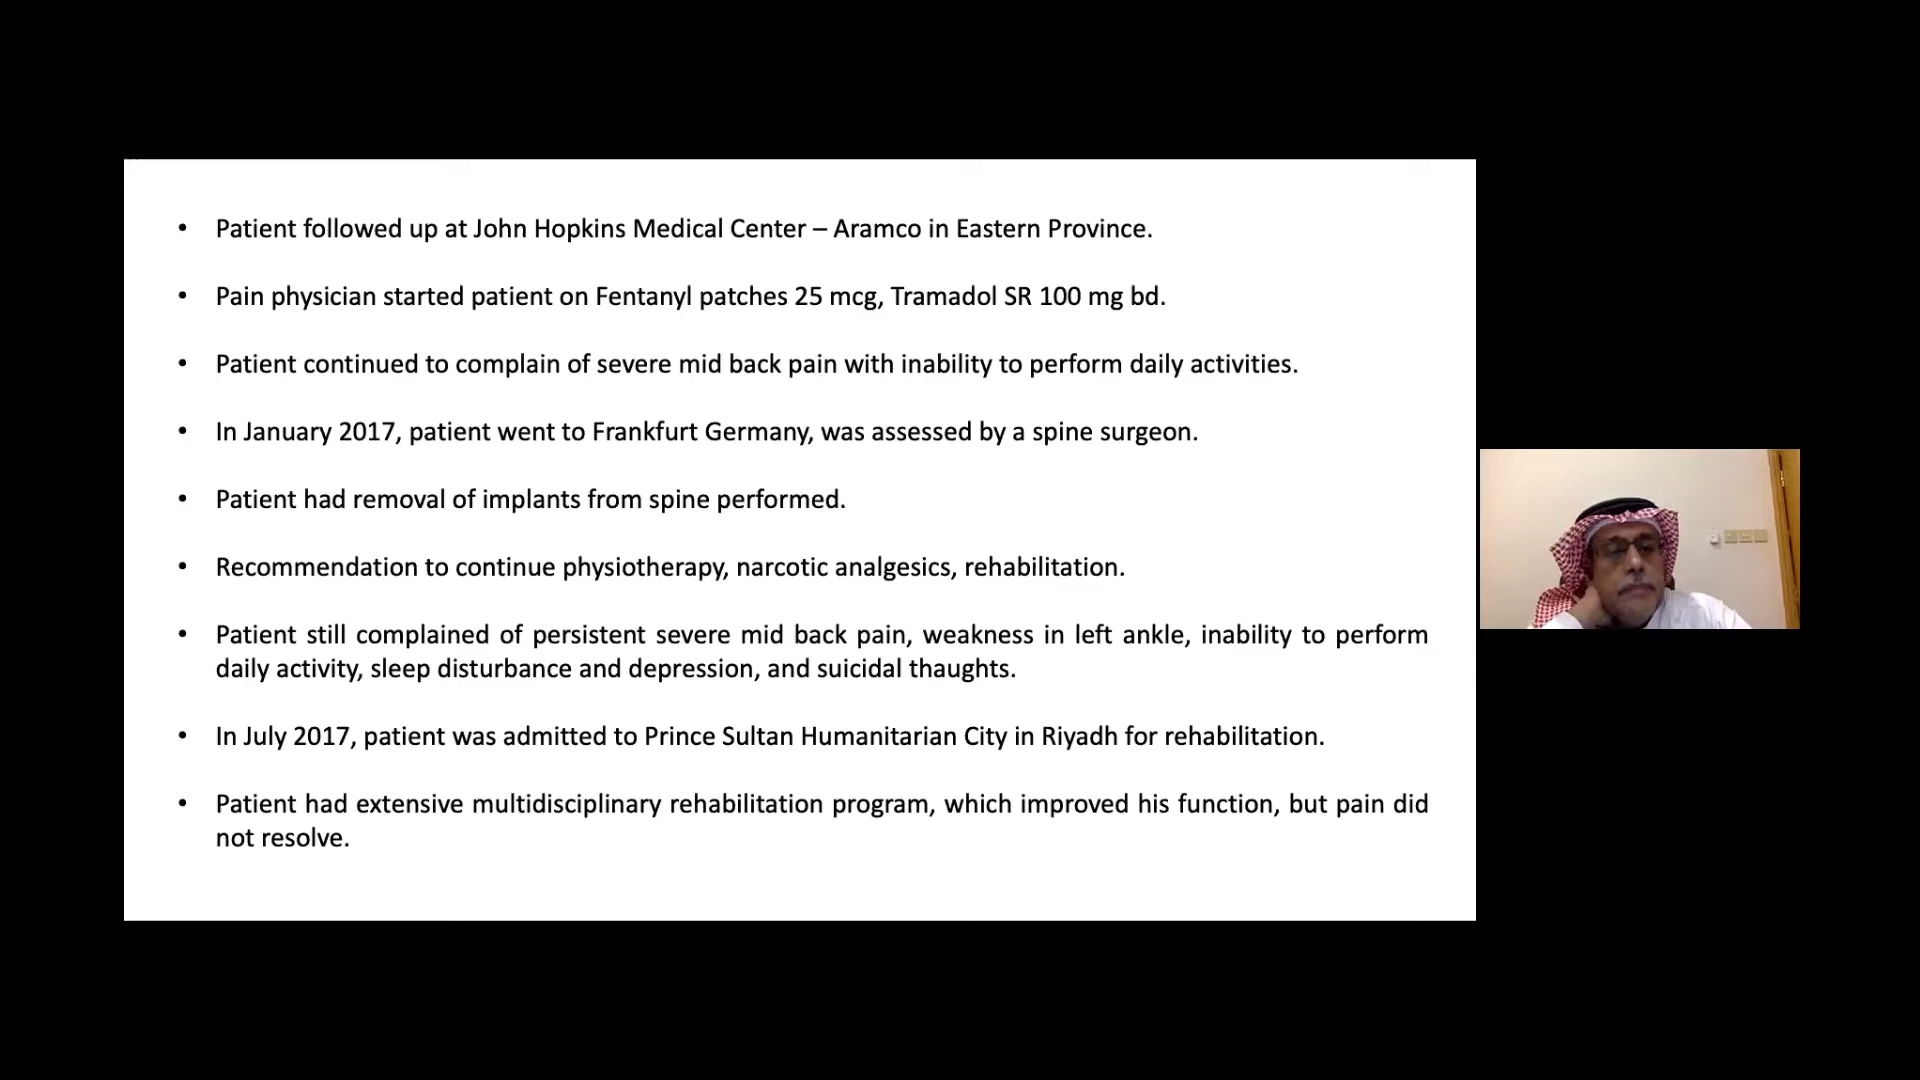 • Patient followed up at John Hopkins Medical Center – Aramco in Eastern Province.
• Pain physician started patient on Fentanyl patches 25 mcg, Tramadol SR 100 mg bd.
• Patient continued to complain of severe mid back pain with inability to perform daily activities.
• In January 2017, patient went to Frankfurt Germany, was assessed by a spine surgeon.
• Patient had removal of implants from spine performed.
• Recommendation to continue physiotherapy, narcotic analgesics, rehabilitation.
• Patient still complained of persistent severe mid back pain, weakness in left ankle, inability to perform
daily activity, sleep disturbance and depression, and suicidal thaughts.
• In July 2017, patient was admitted to Prince Sultan Humanitarian City in Riyadh for rehabilitation.
• Patient had extensive multidisciplinary rehabilitation program, which improved his function, but pain did
not resolve.